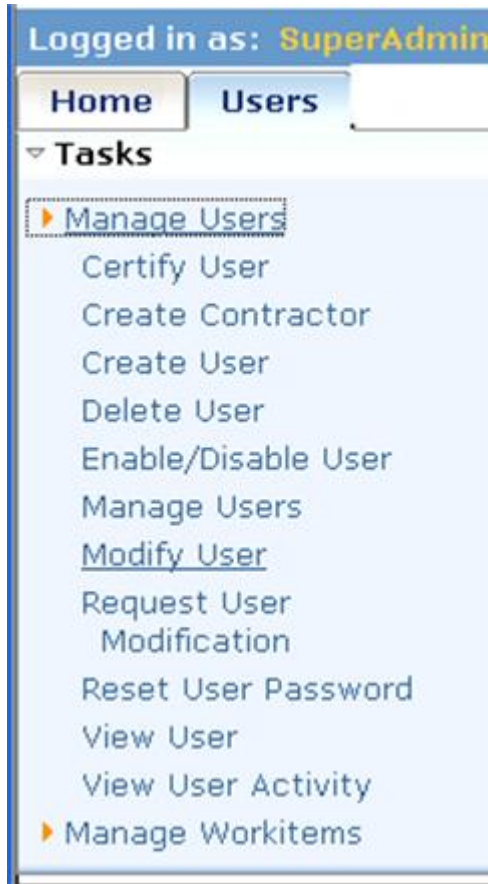 Logged in as: SuperAdmin
Home Users
Tasks
Manage Users
Certify User
Create Contractor
Create User
Delete User
Enable/Disable User
Manage Users
Modify User
Request User
Modification
Reset User Password
View User
View User Activity
Manage Workitems